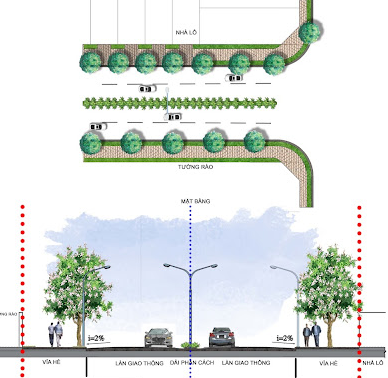 NHÀ LÔ
TƯỜNG RÀO
MẶT BẰNG
i=2%
i=2%
VỈA HÈ
LÀN GIAO THÔNG
DẢI PHÂN CÁCH
LÀN GIAO THÔNG
VỈA HÈ
NHÀ LÔ